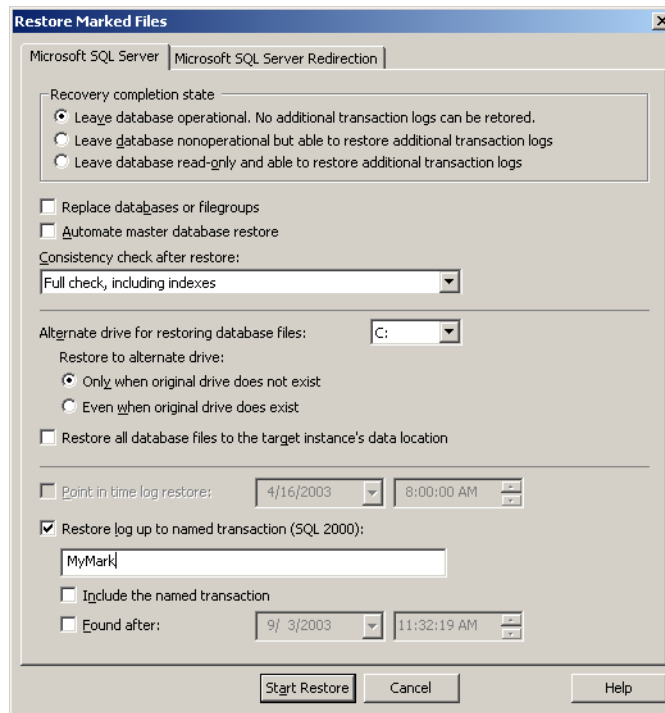 Restore Marked Files
Microsoft SQL Server Microsoft SQL Server Redirection
Recovery completion state
Leave database operational. No additional transaction logs can be retored.
Leave database nonoperational but able to restore additional transaction logs
Leave database read-only and able to restore additional transaction logs
Replace databases or filegroups
Automate master database restore
Consistency check after restore:
Full check, including indexes
Alternate drive for restoring database files: C:
Restore to alternate drive:
Only when original drive does not exist
Even when original drive does exist
Restore all database files to the target instance's data location
Point in time log restore: 4/16/2003 8:00:00 AM
Restore log up to named transaction (SQL 2000):
MyMark
Include the named transaction
Found after: 9/ 3/2003 11:32:19 AM
Start Restore Cancel Help